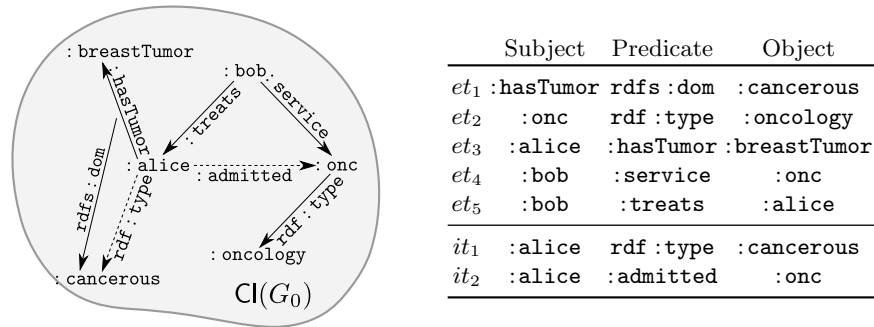 :breastTumor
:bob
:hasTumor
:treats
:service
:alice
:admitted
:onc
rdfs:dom
rdf:type
rdf:type
:oncology
:cancerous
Cl(G₀)
Subject Predicate Object
et₁ :hasTumor rdfs:dom :cancerous
et₂ :onc rdf:type :oncology
et₃ :alice :hasTumor :breastTumor
et₄ :bob :service :onc
et₅ :bob :treats :alice
it₁ :alice rdf:type :cancerous
it₂ :alice :admitted :onc